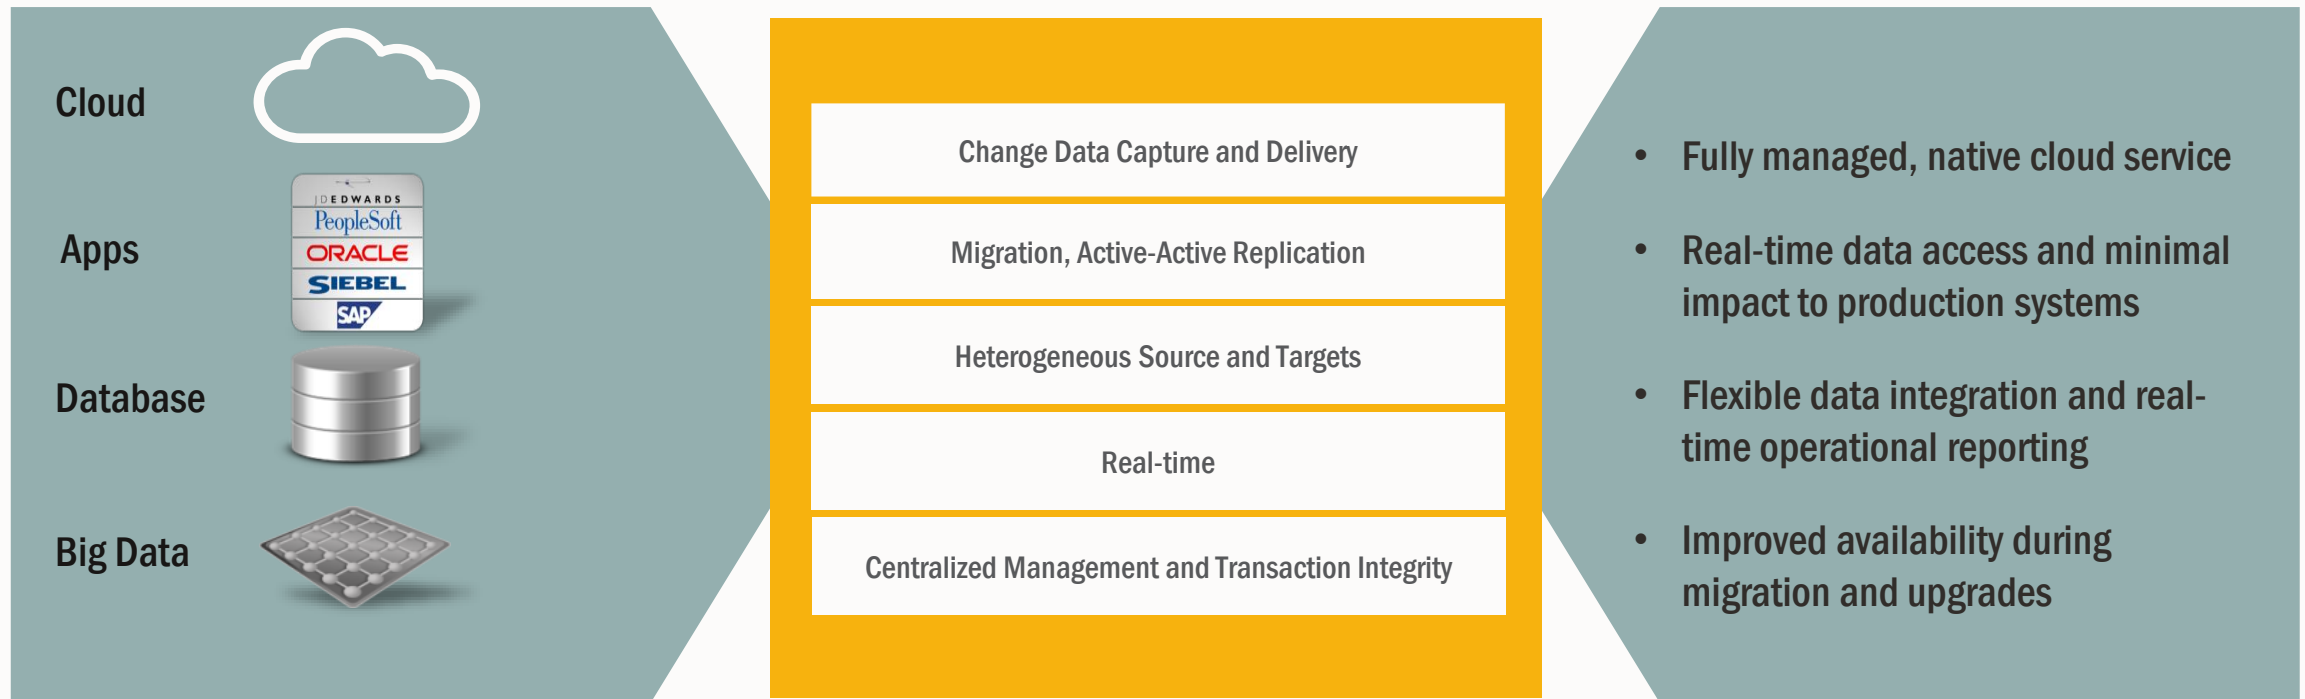 Cloud
Apps
JDEDWARDS
PeopleSoft
ORACLE
SIEBEL
SAP
Database
Big Data
Change Data Capture and Delivery
Migration, Active-Active Replication
Heterogeneous Source and Targets
Real-time
Centralized Management and Transaction Integrity
• Fully managed, native cloud service
• Real-time data access and minimal
impact to production systems
• Flexible data integration and real-
time operational reporting
• Improved availability during
migration and upgrades